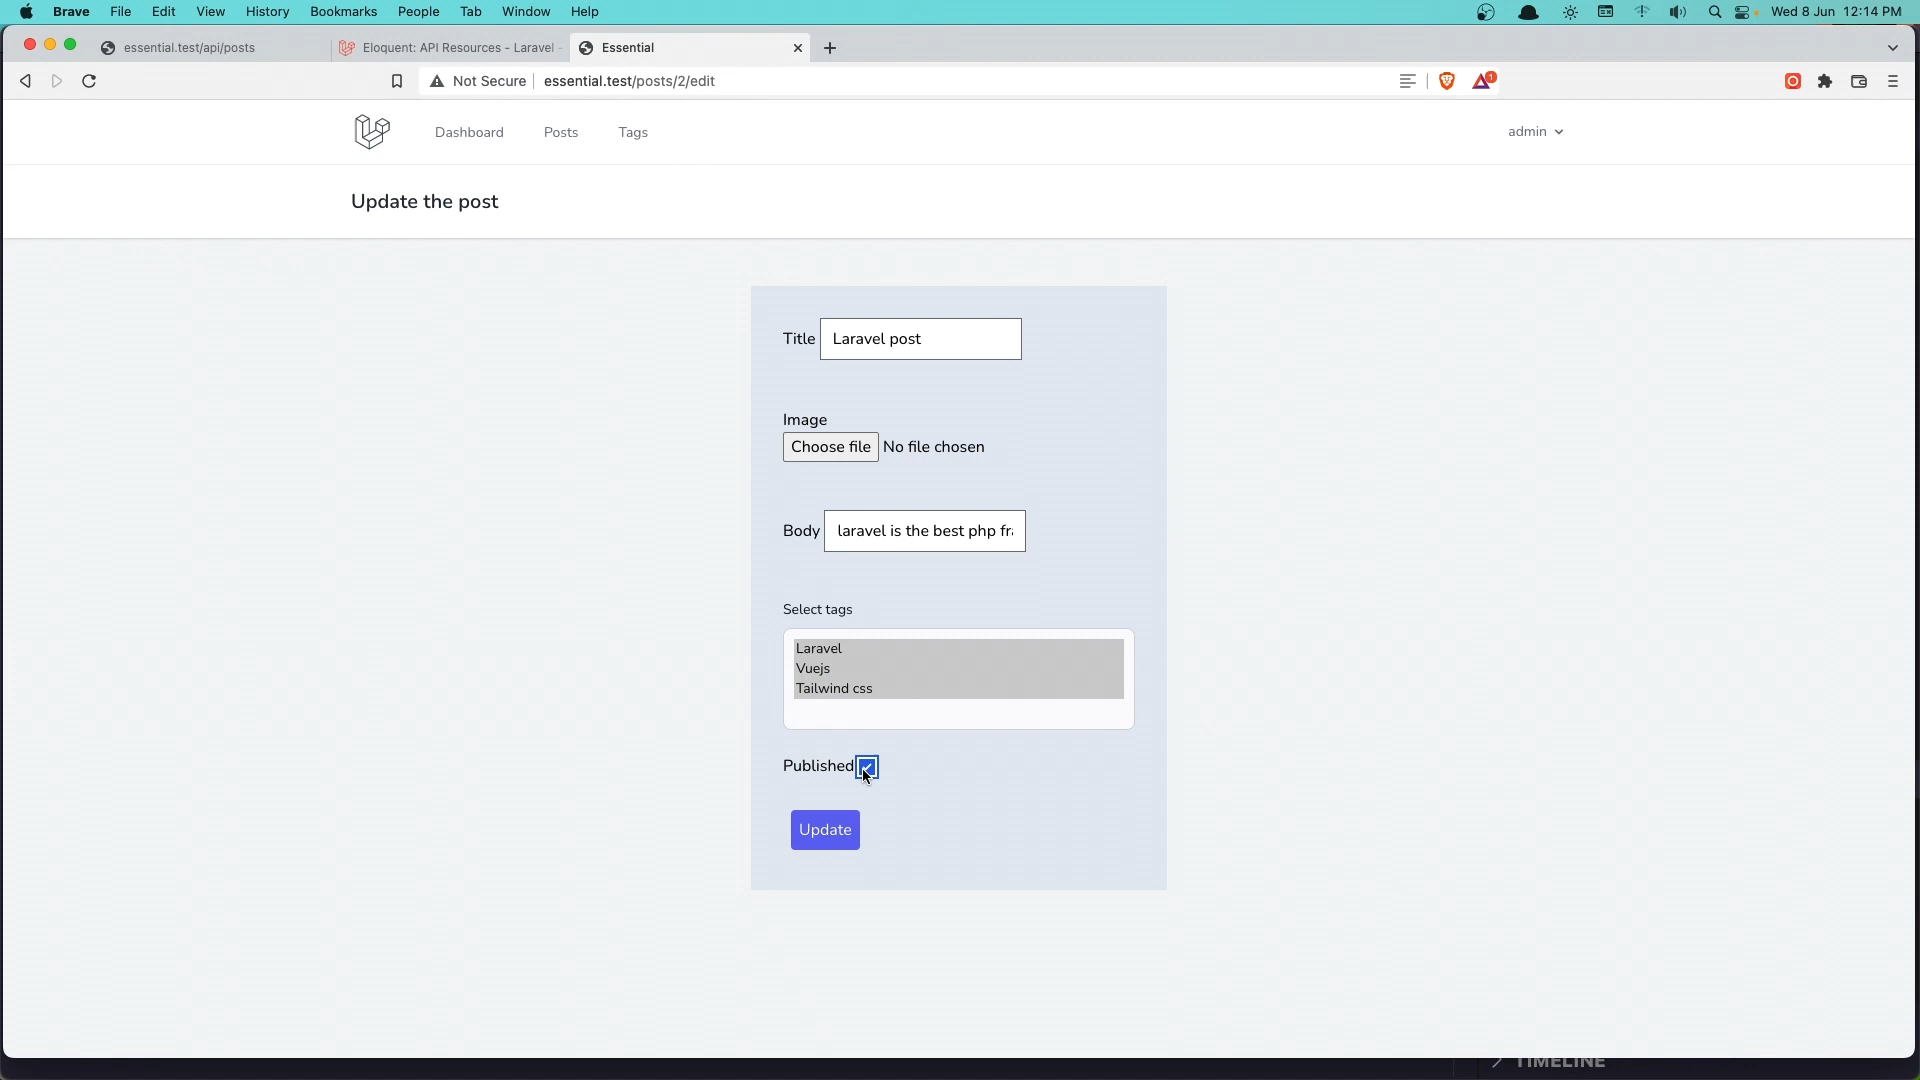 Brave File Edit View History Bookmarks People Tab Window Help Wed 8 Jun 12:14 PM
essential.test/api/posts Eloquent: API Resources - Laravel - Essential
Not Secure essential.test/posts/2/edit 1
Dashboard Posts Tags admin
Update the post
Title Laravel post
Image
Choose file No file chosen
Body laravel is the best php fra
Select tags
Laravel
Vuejs
Tailwind css
Published
Update
TIMELINE